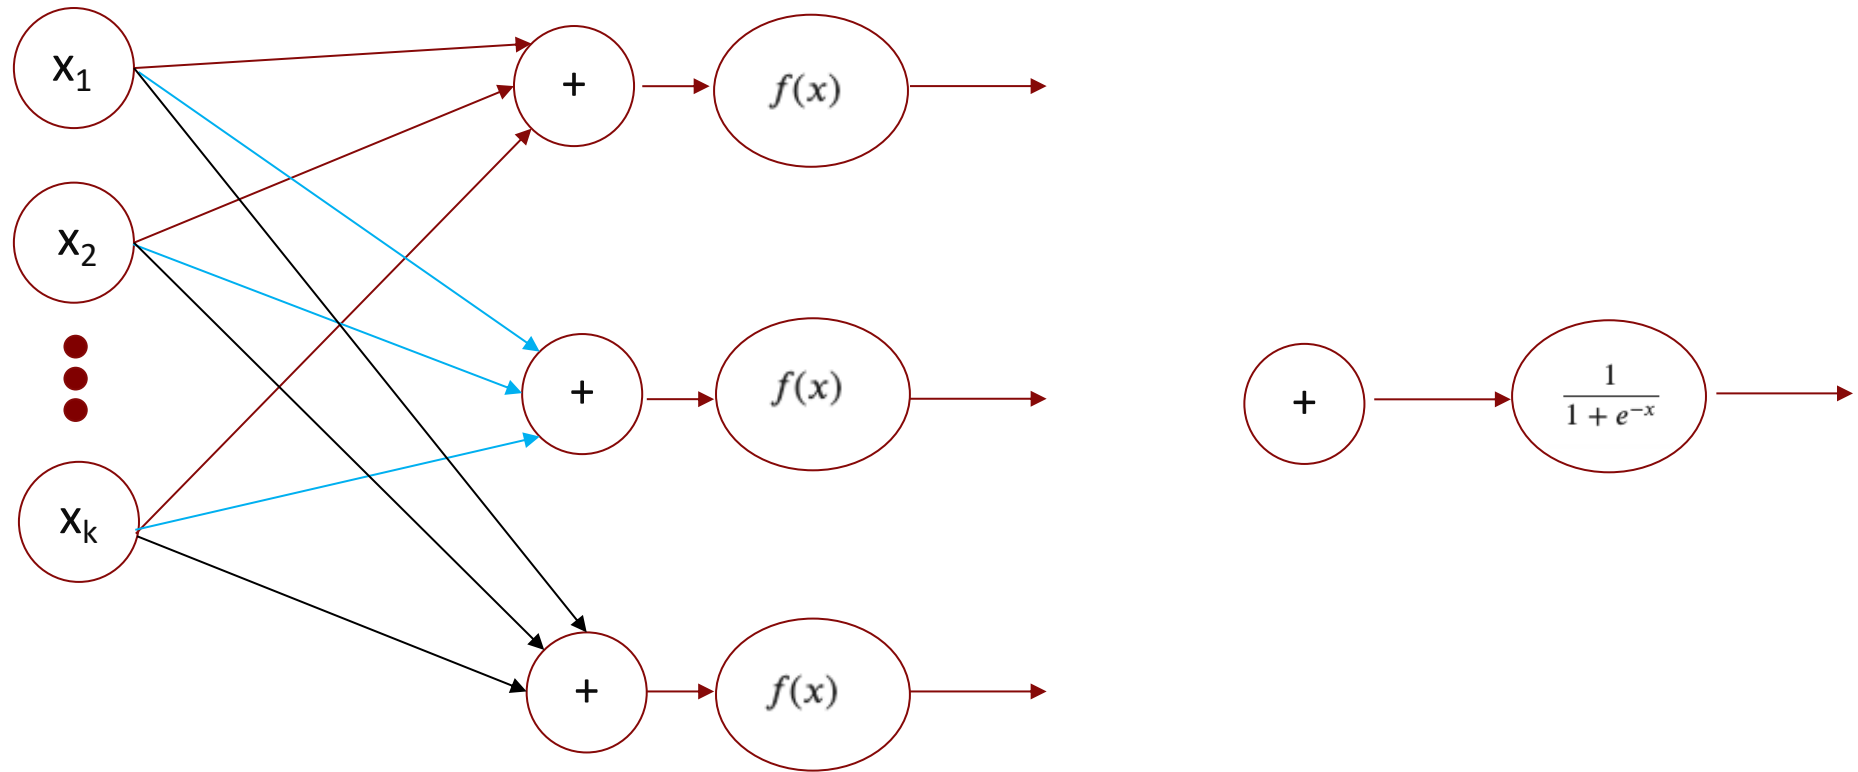 x₁
+
f(x)
x₂
+
f(x)
+
1
1 + e⁻ˣ
xₖ
+
f(x)